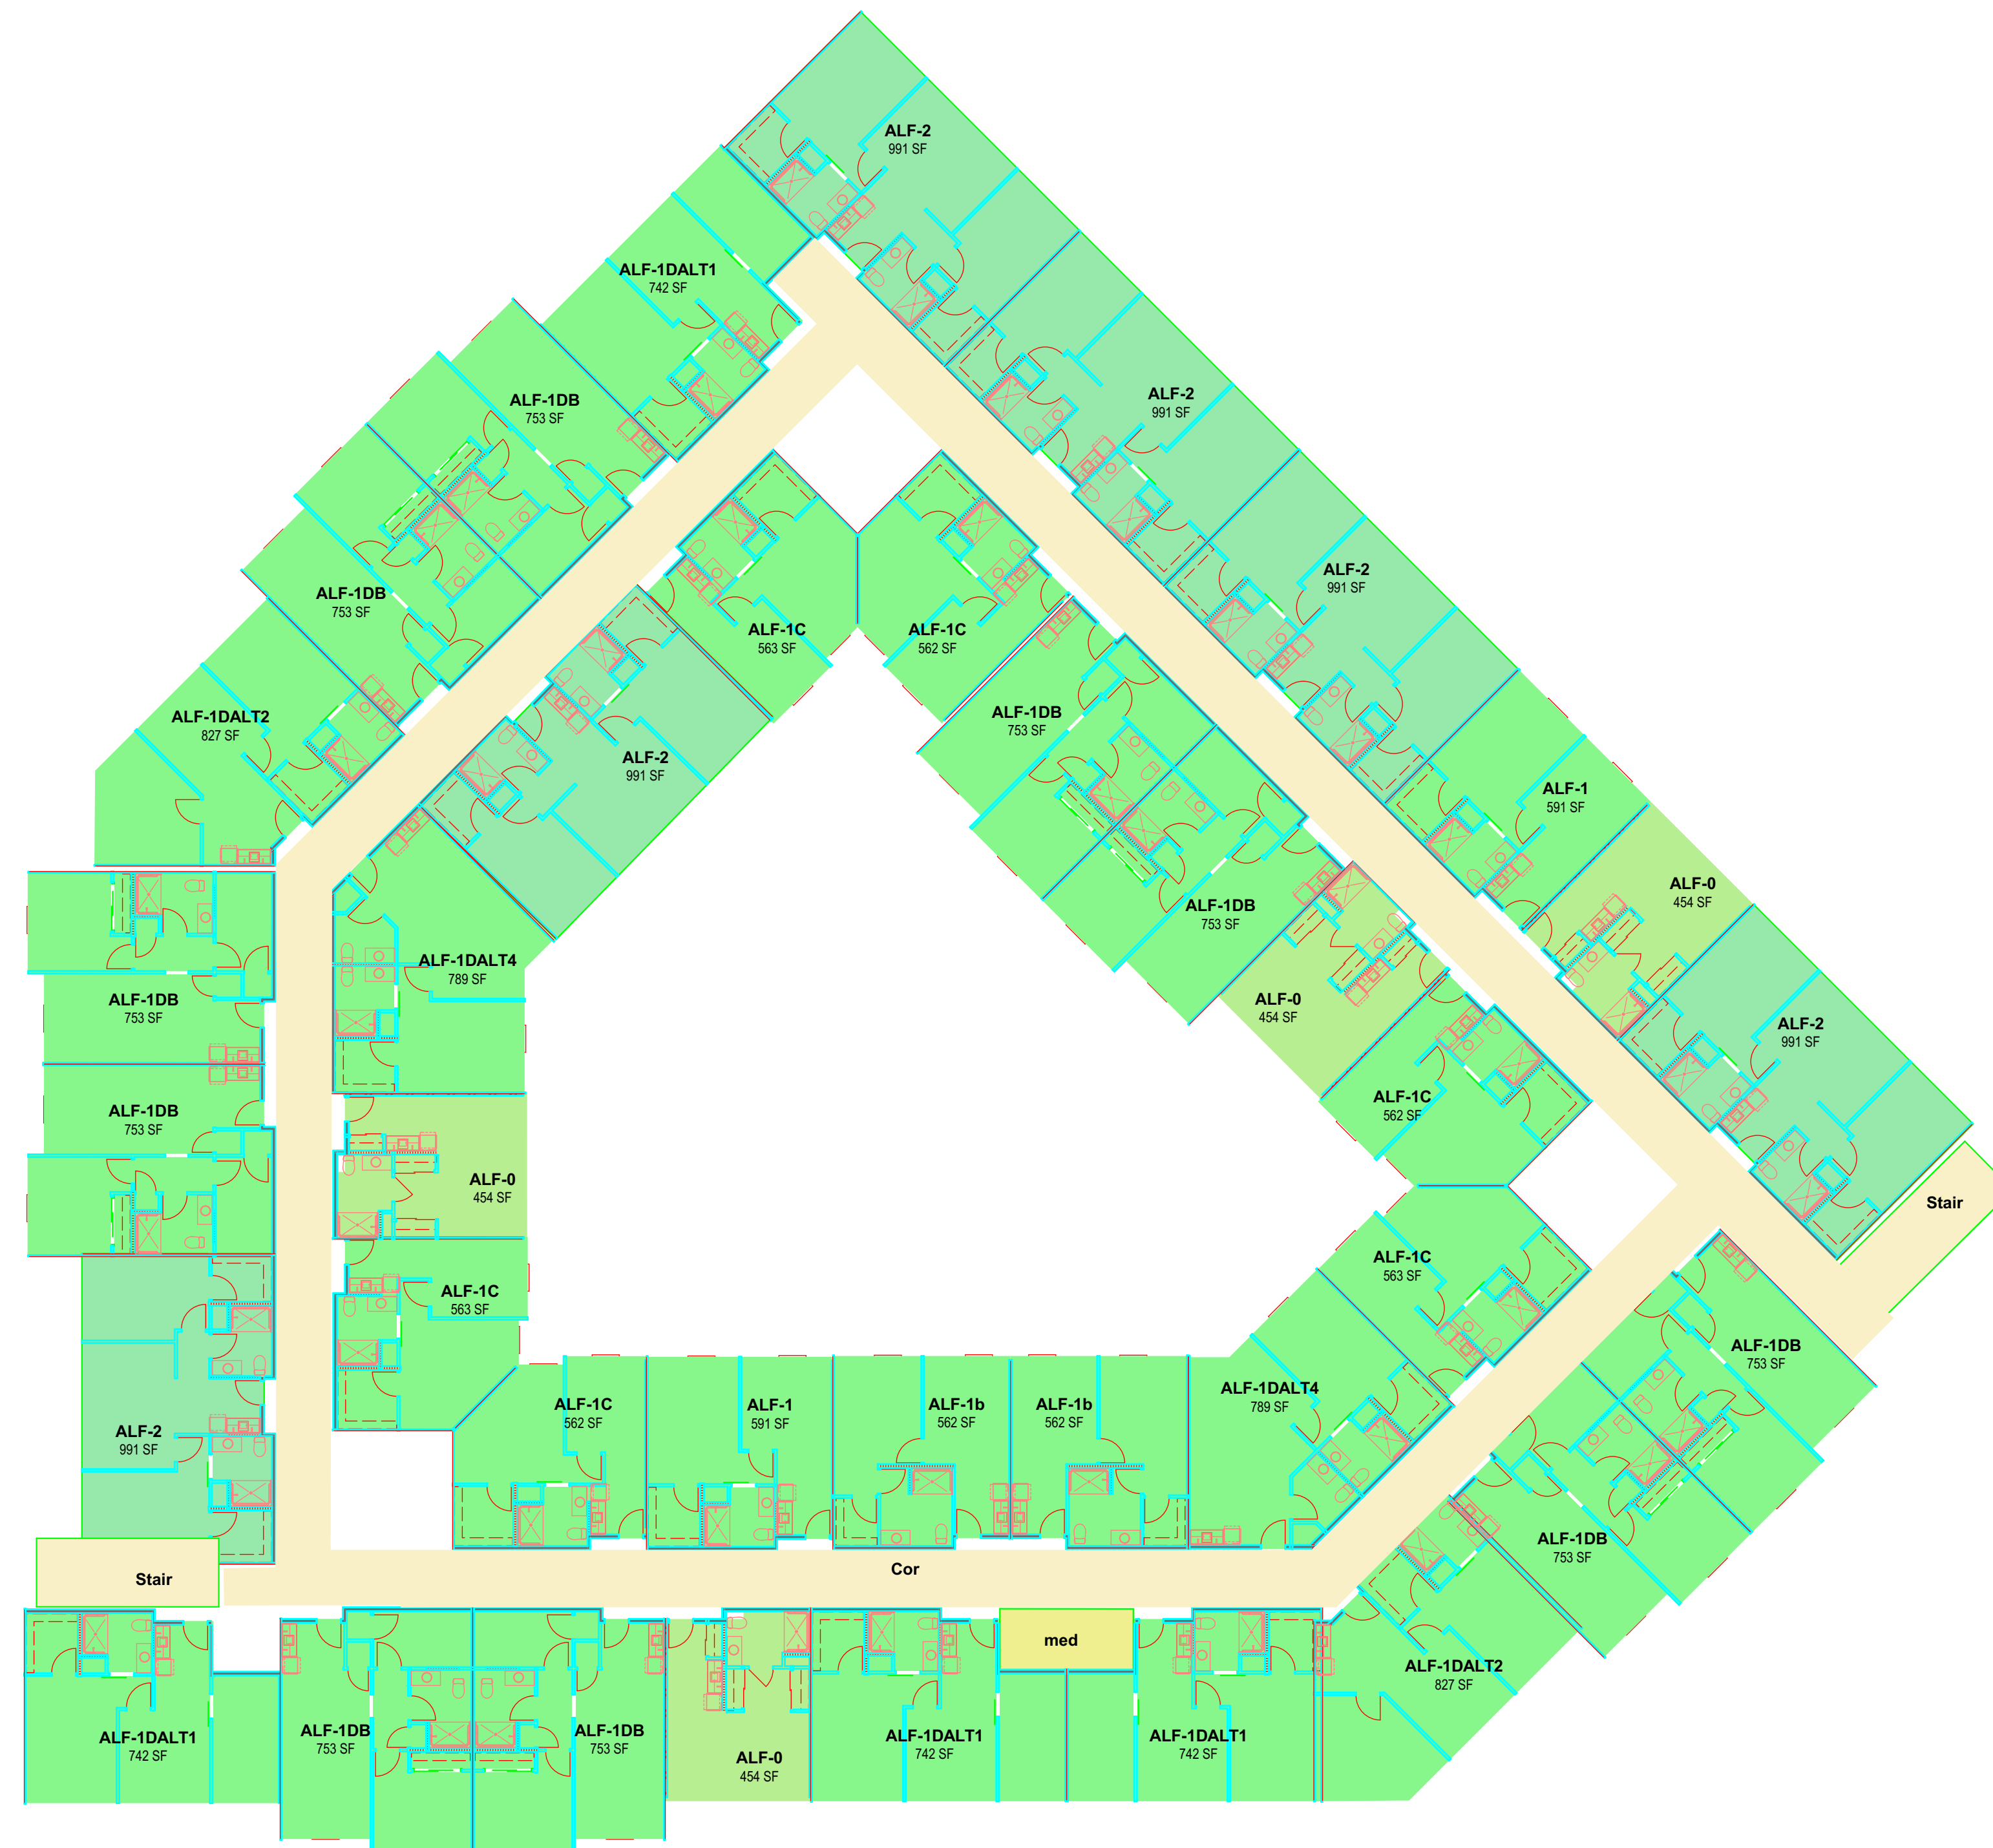 ALF-2
991 SF
ALF-1DALT1
742 SF
ALF-1DB
753 SF
ALF-2
991 SF
ALF-2
991 SF
ALF-1DB
753 SF
ALF-1C
563 SF
ALF-1C
562 SF
ALF-1DALT2
827 SF
ALF-1DB
753 SF
ALF-2
991 SF
ALF-1
591 SF
ALF-0
454 SF
ALF-1DB
753 SF
ALF-1DALT4
789 SF
ALF-1DB
753 SF
ALF-0
454 SF
ALF-2
991 SF
ALF-1DB
753 SF
ALF-1C
562 SF
ALF-0
454 SF
Stair
ALF-1C
563 SF
ALF-1C
563 SF
ALF-1DB
753 SF
ALF-2
991 SF
ALF-1C
562 SF
ALF-1
591 SF
ALF-1b
562 SF
ALF-1b
562 SF
ALF-1DALT4
789 SF
ALF-1DB
753 SF
Stair
Cor
med
ALF-1DALT2
827 SF
ALF-1DALT1
742 SF
ALF-1DB
753 SF
ALF-1DB
753 SF
ALF-0
454 SF
ALF-1DALT1
742 SF
ALF-1DALT1
742 SF